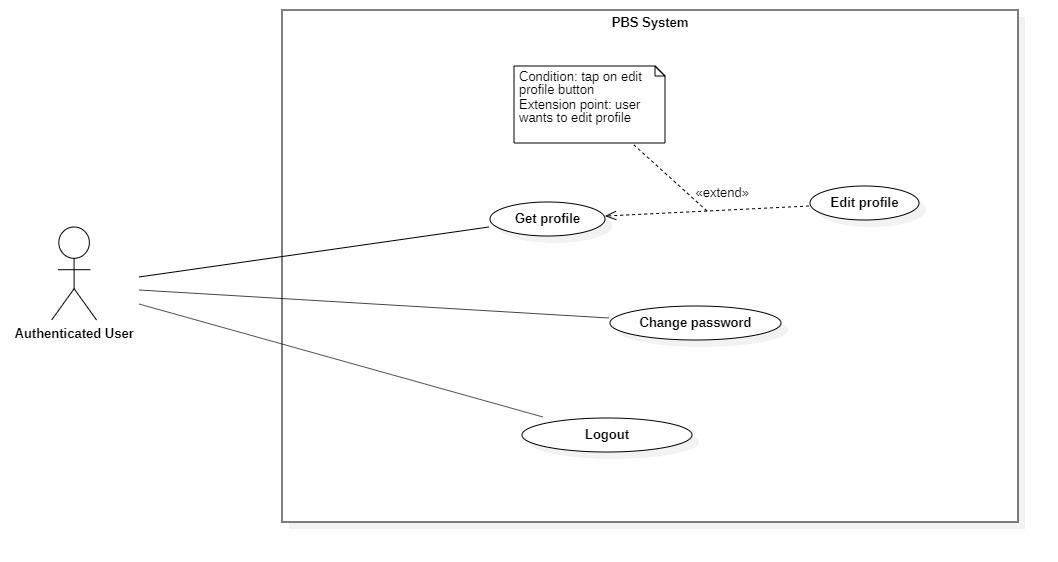 PBS System
Condition: tap on edit
profile button
Extension point: user
wants to edit profile
«extend»
Edit profile
Get profile
Authenticated User
Change password
Logout